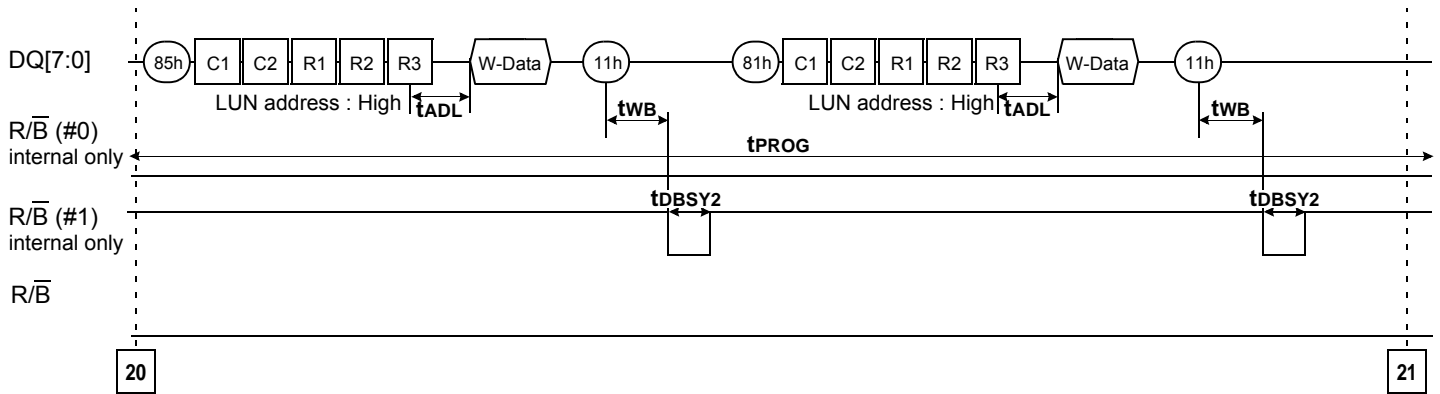 DQ[7:0] 85h C1 C2 R1 R2 R3 W-Data 11h 81h C1 C2 R1 R2 R3 W-Data 11h
LUN address : High tADL tWB LUN address : High tADL tWB
R/B̅ (#0)
internal only
tPROG
R/B̅ (#1)
internal only
tDBSY2 tDBSY2
R/B̅
20 21